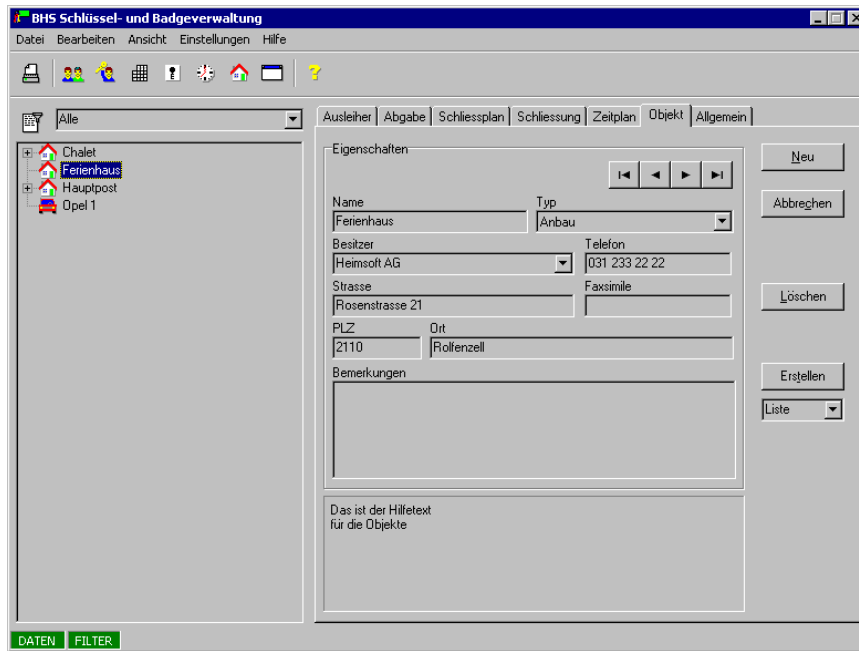 BHS Schlüssel- und Badgeverwaltung
Datei Bearbeiten Ansicht Einstellungen Hilfe
Alle
Ausleiher Abgabe Schliessplan Schliessung Zeitplan Objekt Allgemein
Chalet
Ferienhaus
Hauptpost
Opel 1
Eigenschaften
Name Typ
Ferienhaus Anbau
Besitzer Telefon
Heimsoft AG 031 233 22 22
Strasse Faxsimile
Rosenstrasse 21
PLZ Ort
2110 Rolfenzell
Bemerkungen
Das ist der Hilfetext
für die Objekte
Neu
Abbrechen
Löschen
Erstellen
Liste
DATEN FILTER